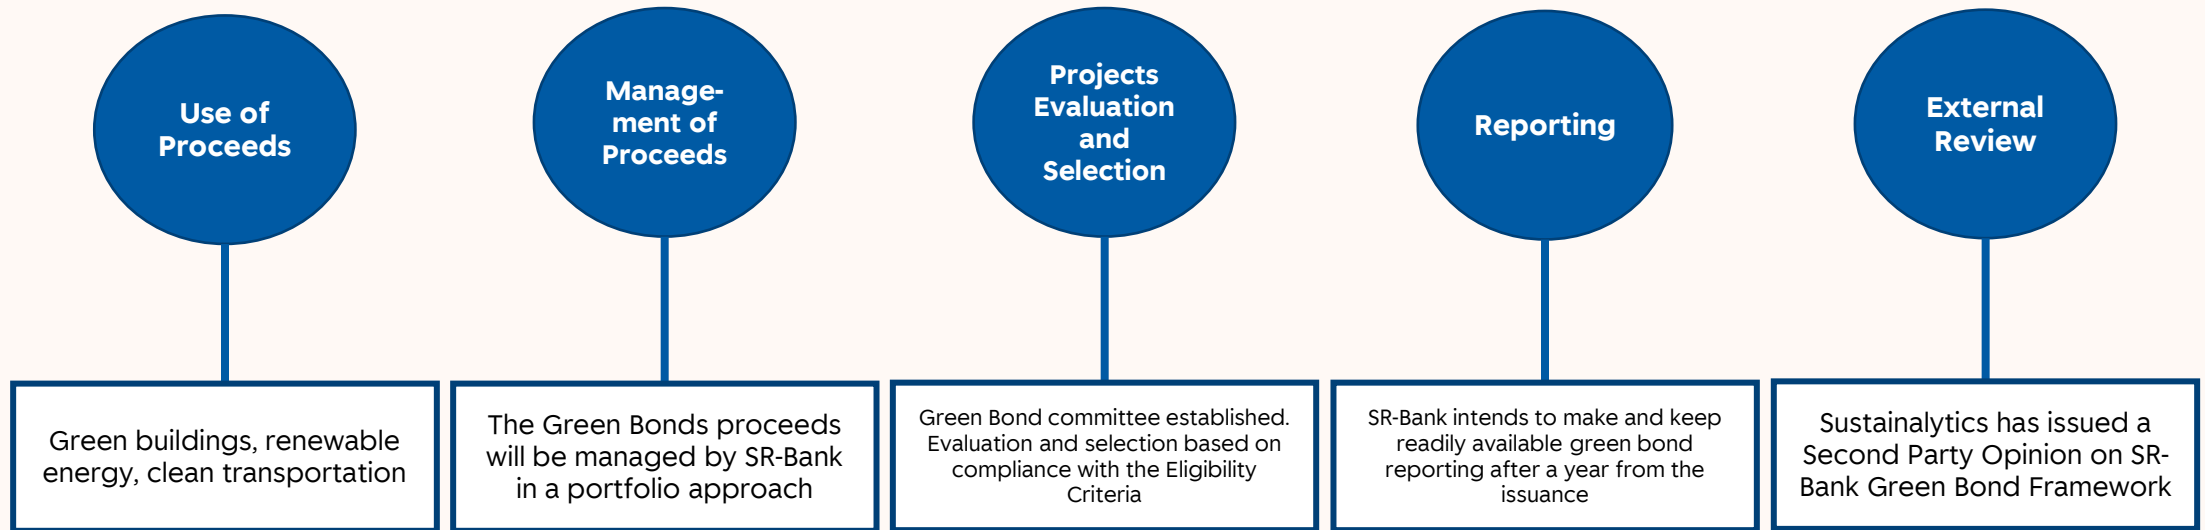 Use of
Proceeds
Manage-
ment of
Proceeds
Projects
Evaluation
and
Selection
Reporting
External
Review
Green buildings, renewable
energy, clean transportation
The Green Bonds proceeds
will be managed by SR-Bank
in a portfolio approach
Green Bond committee established.
Evaluation and selection based on
compliance with the Eligibility
Criteria
SR-Bank intends to make and keep
readily available green bond
reporting after a year from the
issuance
Sustainalytics has issued a
Second Party Opinion on SR-
Bank Green Bond Framework